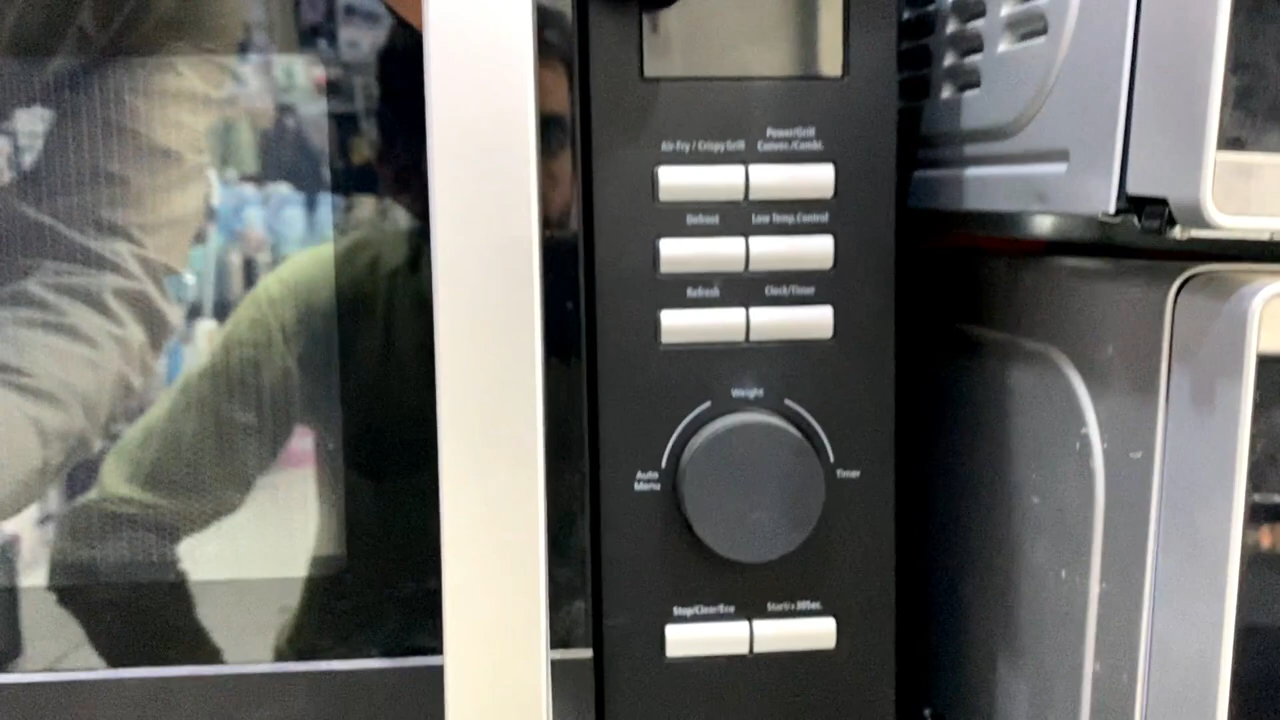 Air Fry / Crispy Grill
Power/Grill
Convec./Combi.
Defrost
Low Temp. Control
Refresh
Clock/Timer
Weight
Auto
Menu
Timer
Stop/Clear/Eco
Start/+30Sec.